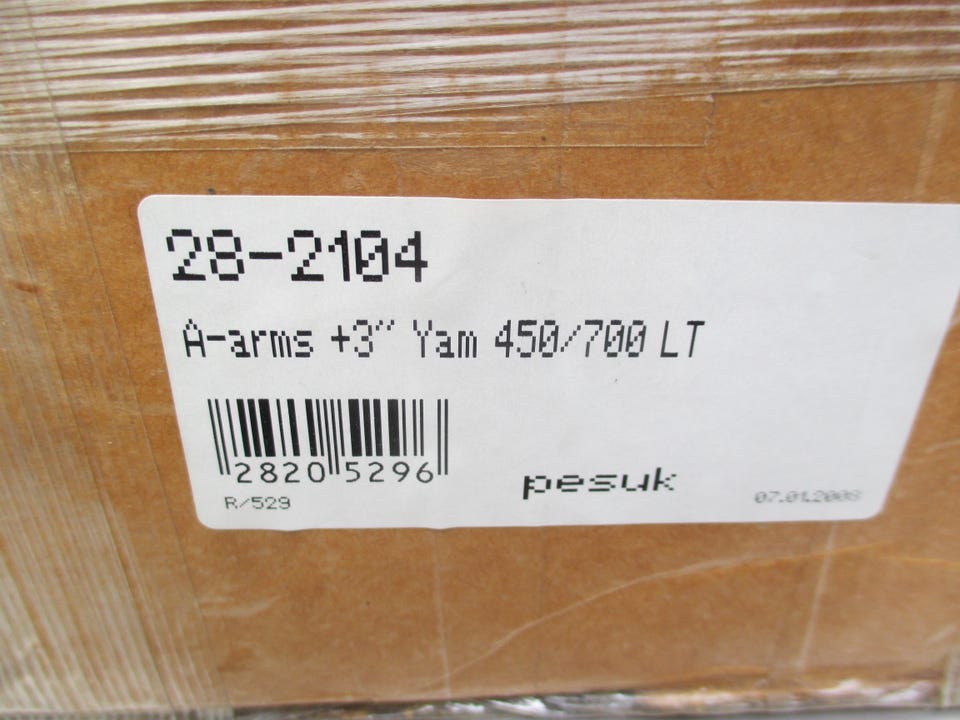 28-2104
A-arms +3" Yam 450/700 LT
2820 5296
R/529
pesuk
07.01.2008